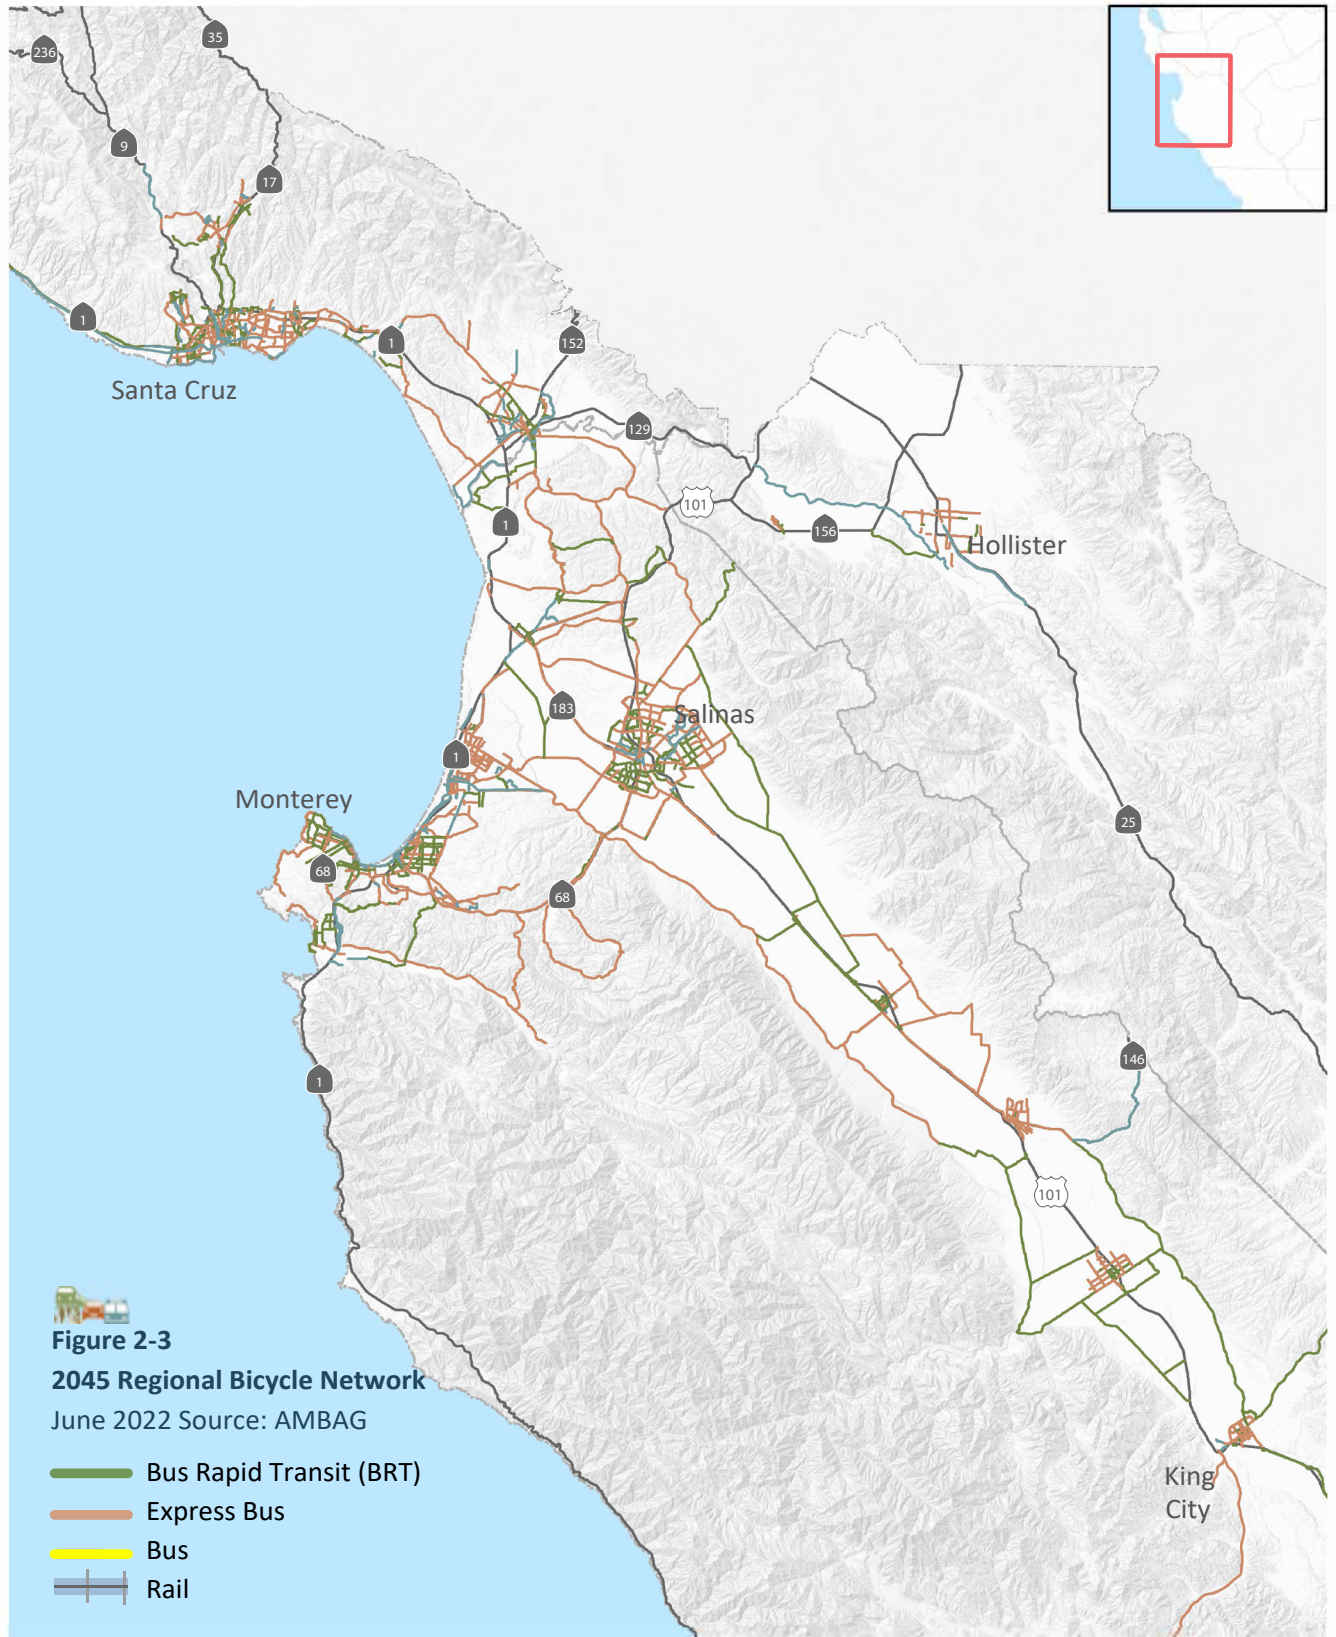 35
236
9
17
1
Santa Cruz
1
152
129
101
1
156
Hollister
183
Salinas
1
Monterey
68
68
25
146
1
101
King
City
Figure 2-3
2045 Regional Bicycle Network
June 2022 Source: AMBAG
Bus Rapid Transit (BRT)
Express Bus
Bus
Rail